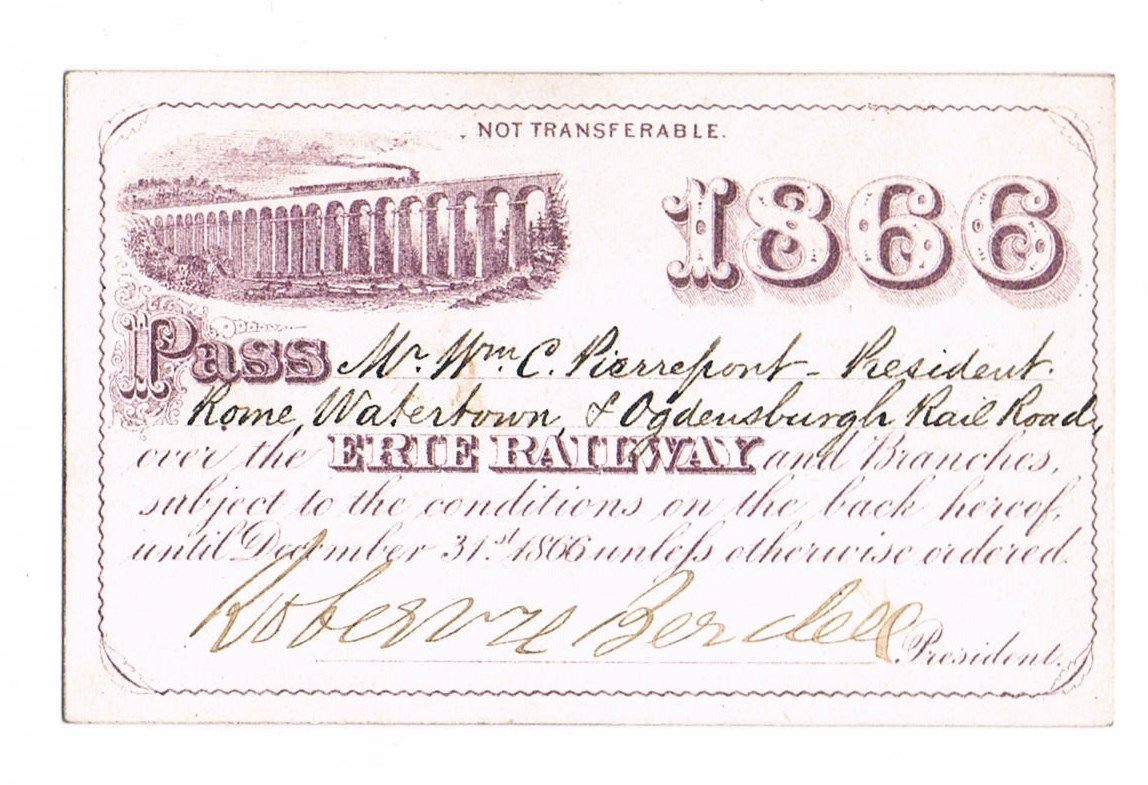 NOT TRANSFERABLE.
1866
Pass Mr. Wm. C. Pierrepont - President.
Rome, Watertown, & Ogdensburgh Rail Road,
over the ERIE RAILWAY and Branches,
subject to the conditions on the back hereof,
until December 31st. 1866 unless otherwise ordered.
Robert H Berdell President.